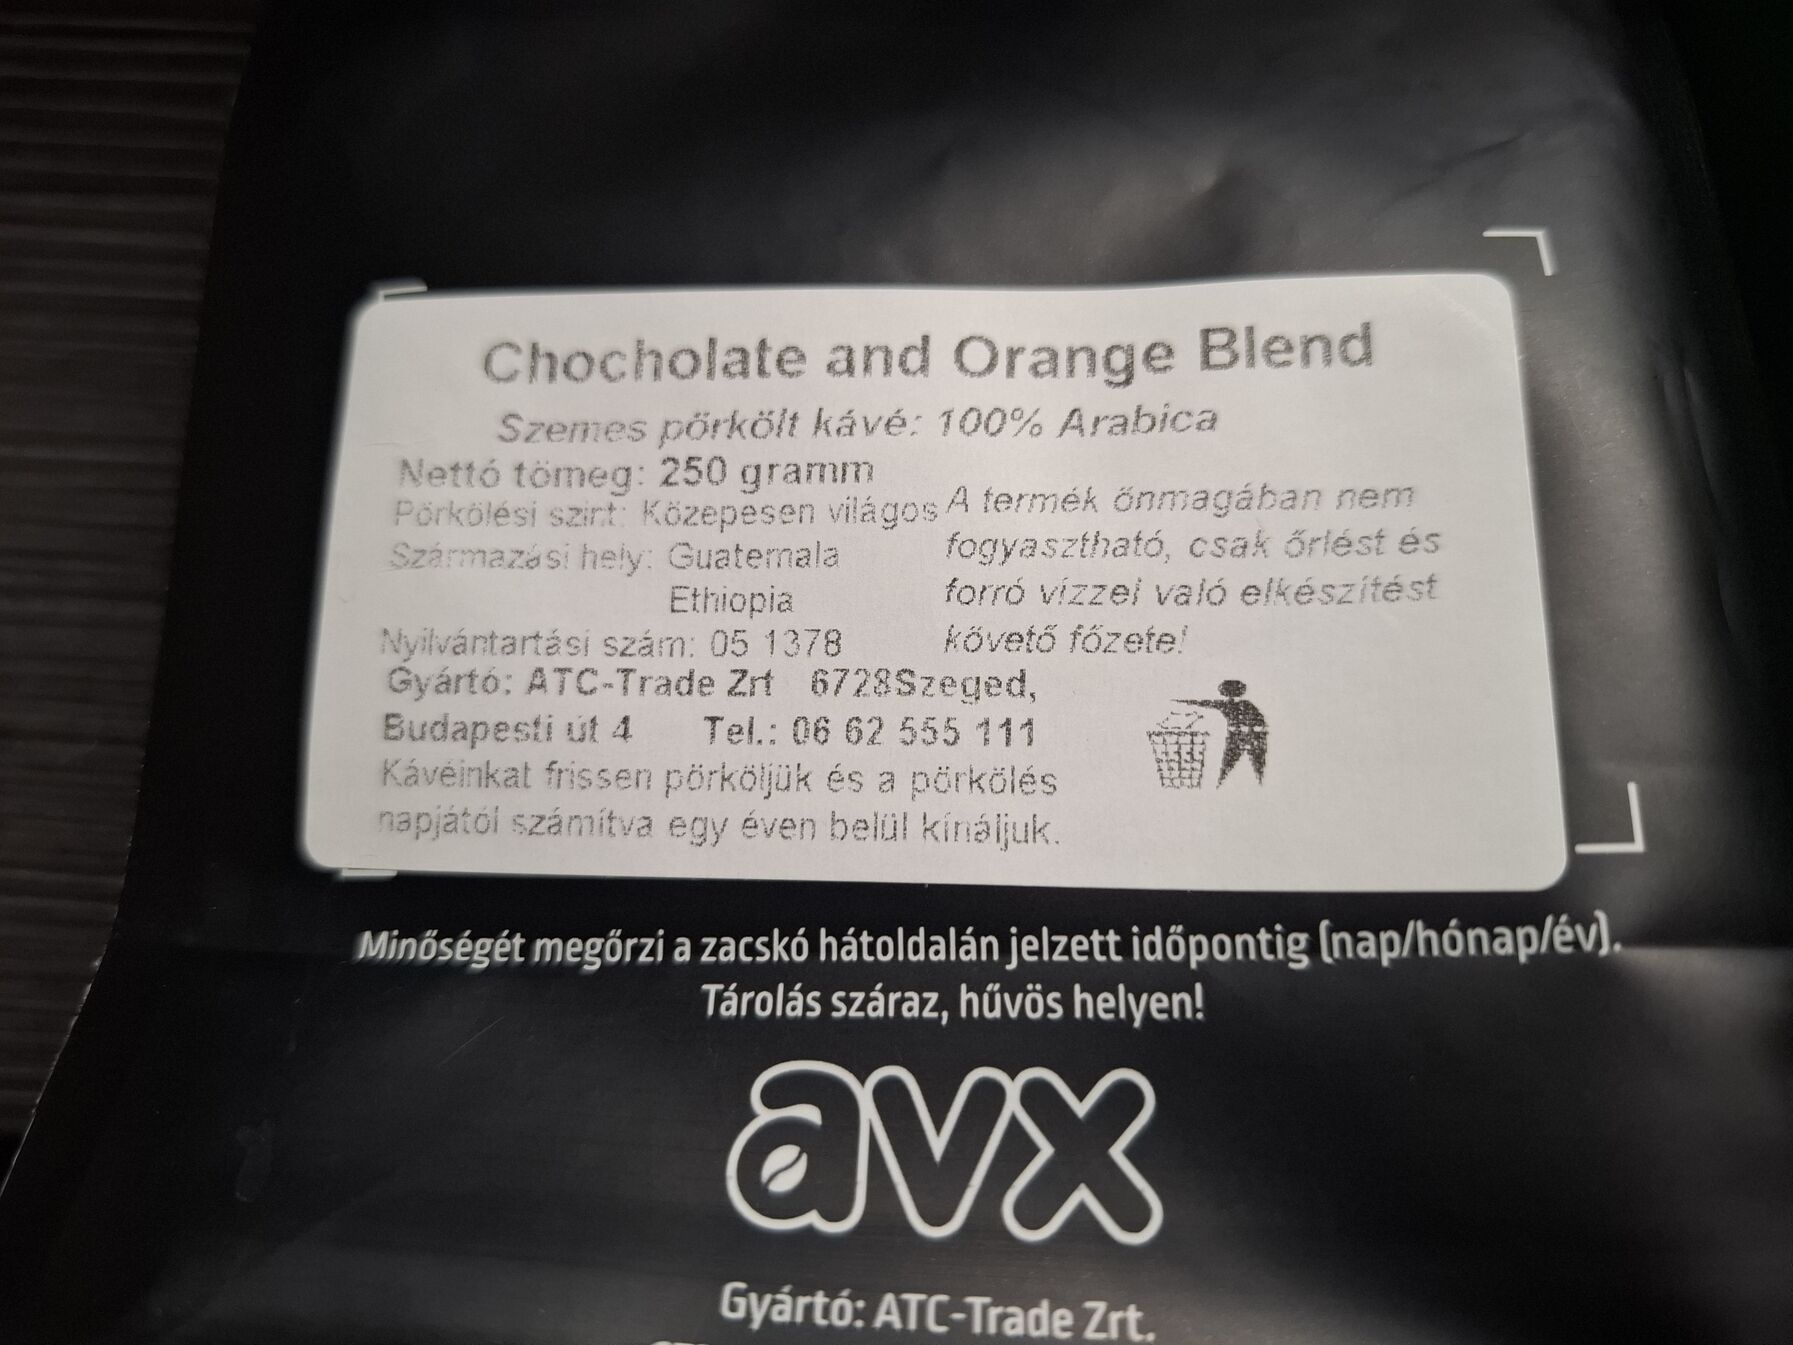 Chocholate and Orange Blend
Szemes pörkölt kávé: 100% Arabica
Nettó tömeg: 250 gramm
Pörkölési szint: Közepesen világos
Származási hely: Guatemala
Ethiopia
Nyilvántartási szám: 05 1378
A termék önmagában nem
fogyasztható, csak őrlést és
forró vízzel való elkészítést
követő főzete!
Gyártó: ATC-Trade Zrt 6728Szeged,
Budapesti út 4 Tel.: 06 62 555 111
Kávéinkat frissen pörköljük és a pörkölés
napjától számítva egy éven belül kínáljuk.
Minőségét megőrzi a zacskó hátoldalán jelzett időpontig (nap/hónap/év).
Tárolás száraz, hűvös helyen!
avx
Gyártó: ATC-Trade Zrt.